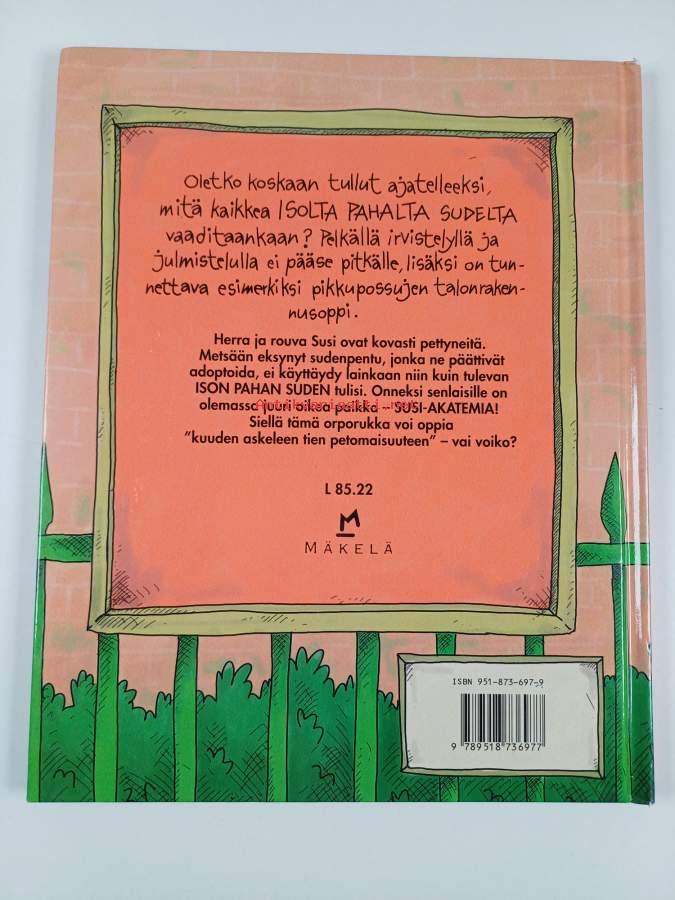 Oletko koskaan tullut ajatelleeksi,
mitä kaikkea ISOLTA PAHALTA SUDELTA
vaaditaankaan? Pelkällä irvistelyllä ja
julmistelulla ei pääse pitkälle, lisäksi on tun-
nettava esimerkiksi pikkupossujen talonraken-
nusoppi.
Herra ja rouva Susi ovat kovasti pettyneitä.
Metsään eksynyt sudenpentu, jonka ne päättivät
adoptoida, ei käyttäydy lainkaan niin kuin tulevan
ISON PAHAN SUDEN tulisi. Onneksi senlaisille on
olemassa juuri oikea paikka – SUSI-AKATEMIA!
Siellä tämä orporukka voi oppia
”kuuden askeleen tien petomaisuuteen” – vai voiko?
L 85.22
M
MÄKELÄ
ISBN 951-873-697-9
9 789518 736977